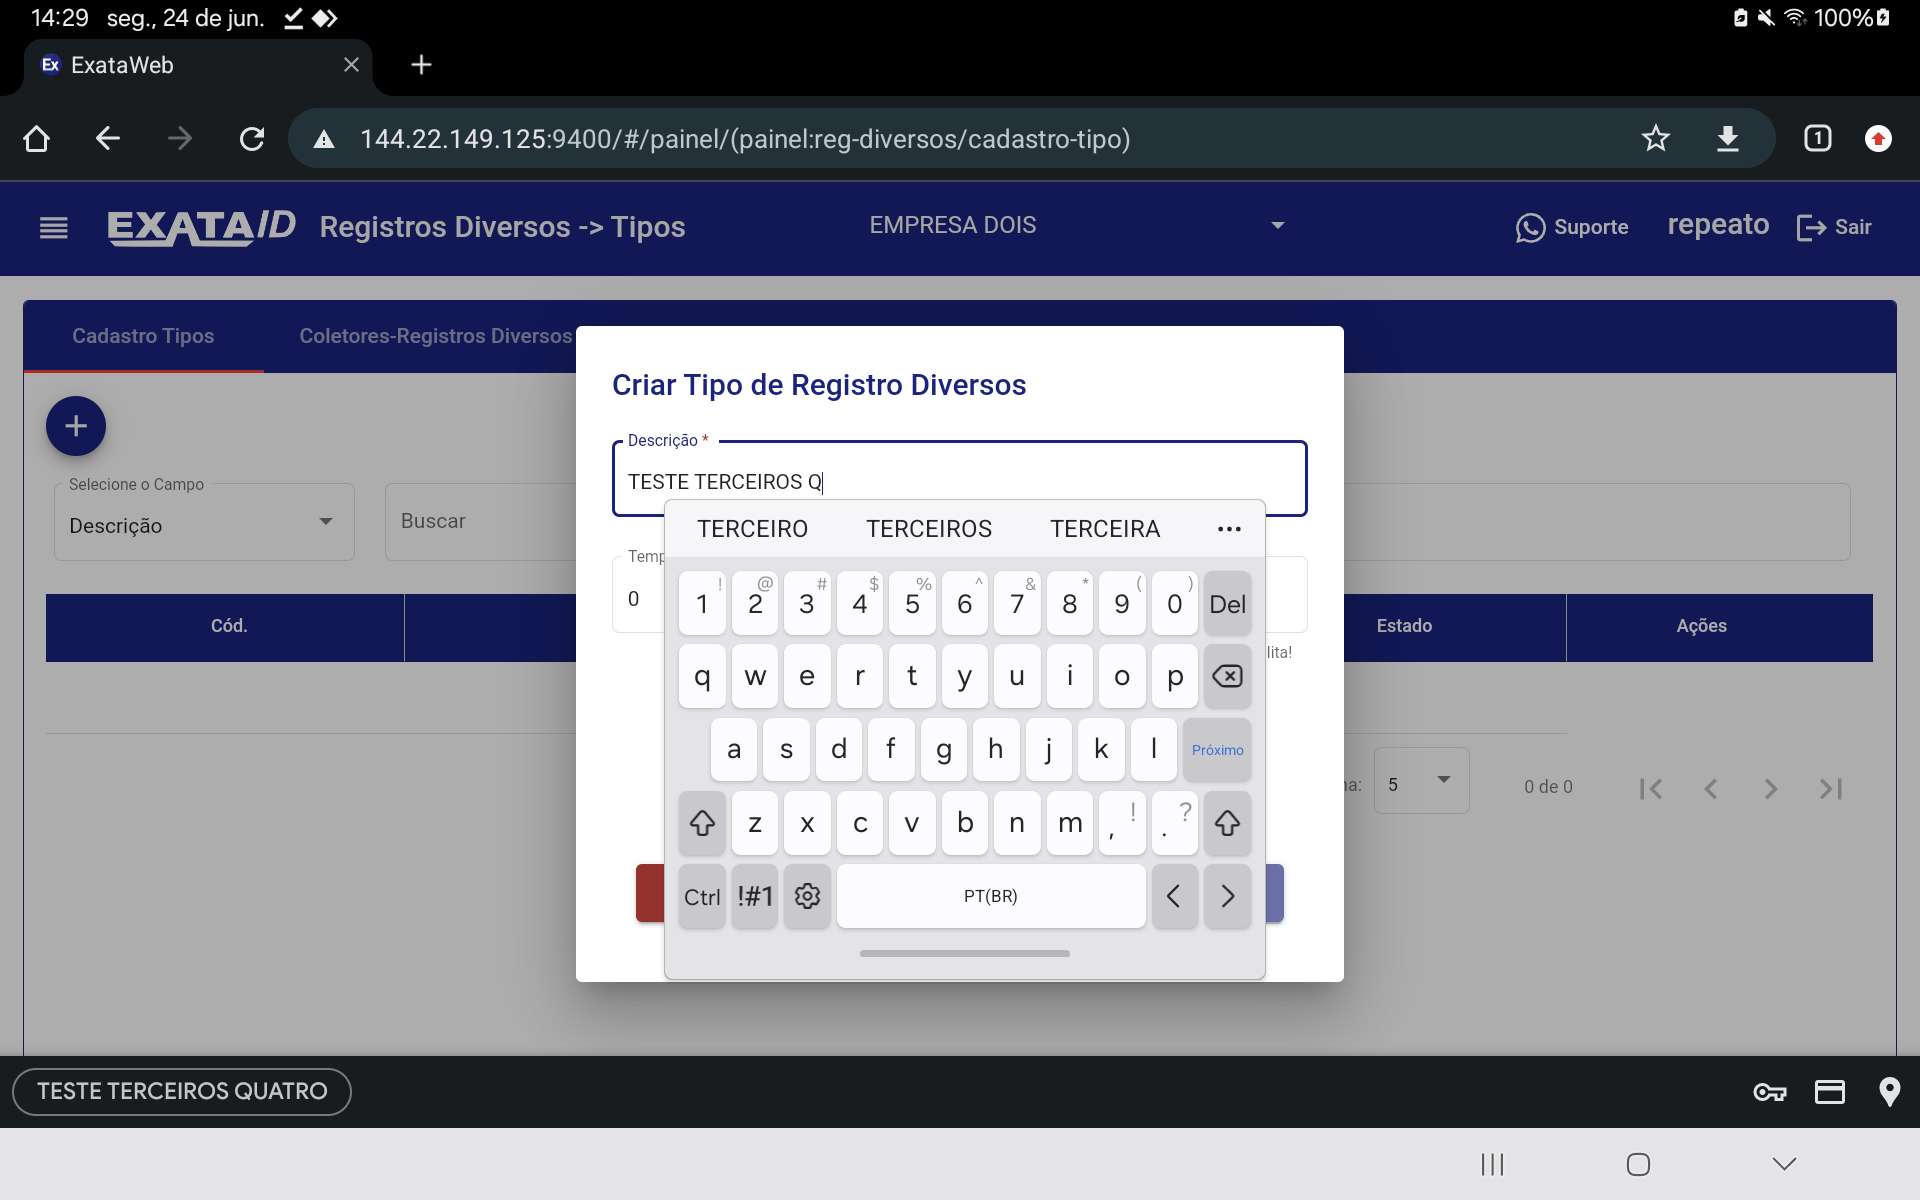 14:29 seg., 24 de jun. 100%
Ex ExataWeb
144.22.149.125:9400/#/painel/(painel:reg-diversos/cadastro-tipo) 1
EXATA/D Registros Diversos -> Tipos EMPRESA DOIS Suporte repeato Sair
Cadastro Tipos Coletores-Registros Diversos
Criar Tipo de Registro Diversos
Descrição *
TESTE TERCEIROS Q
Selecione o Campo
Descrição
Buscar
TERCEIRO TERCEIROS TERCEIRA ...
Temp
0
Cód. Estado Ações
lita!
! @ # $ % ^ & * ( )
1 2 3 4 5 6 7 8 9 0 Del
q w e r t y u i o p
a s d f g h j k l Próximo
z x c v b n m , ! . ?
Ctrl !#1 PT(BR) < >
na: 5 0 de 0
TESTE TERCEIROS QUATRO